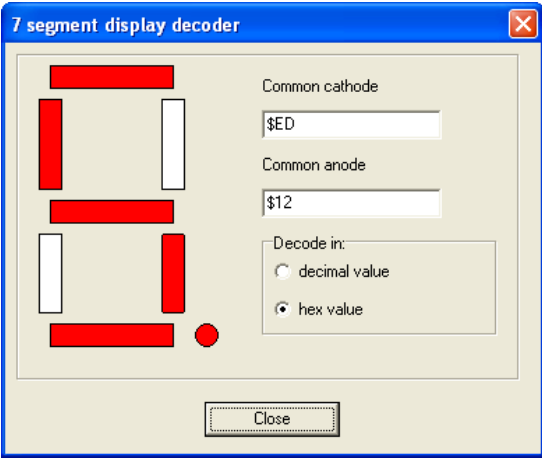 7 segment display decoder
Common cathode
$ED
Common anode
$12
Decode in:
decimal value
hex value
Close